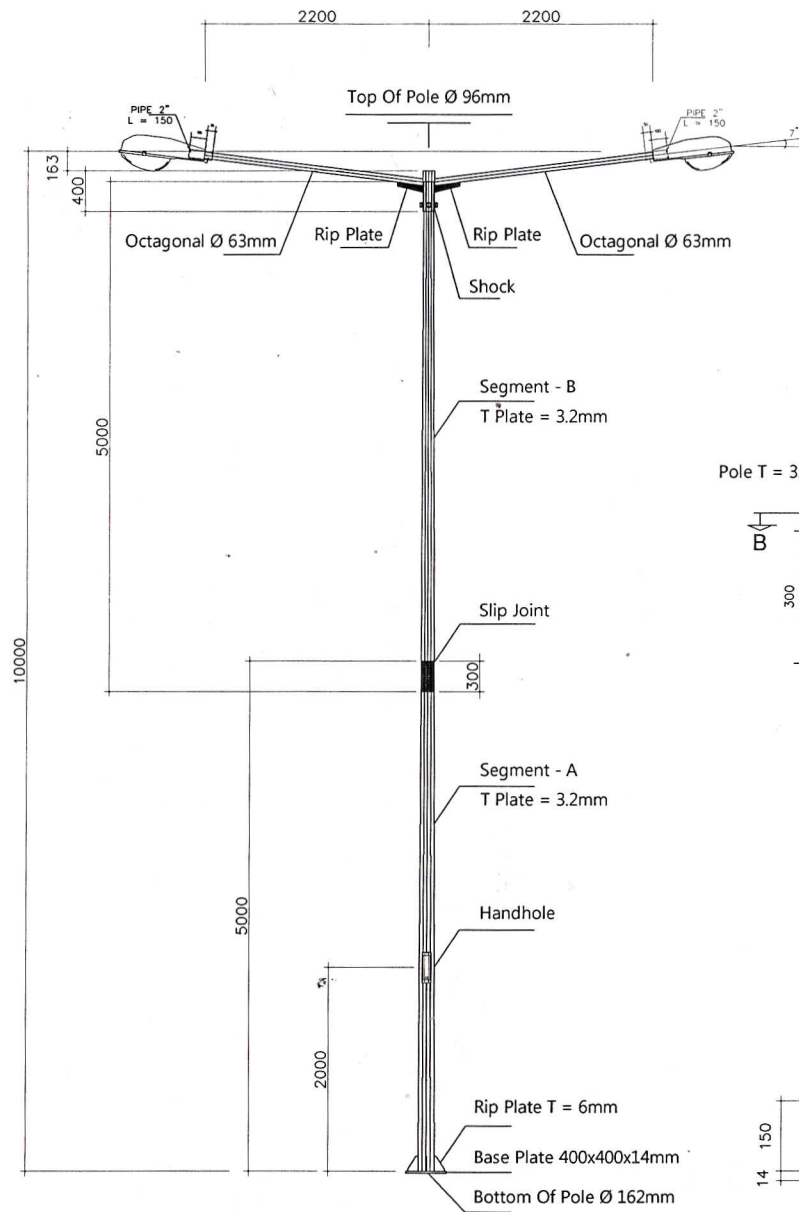 2200 2200
Top Of Pole Ø 96mm
PIPE 2"
L = 150
PIPE 2"
L = 150
7°
163
400
Octagonal Ø 63mm
Rip Plate
Rip Plate
Octagonal Ø 63mm
Shock
Segment - B
T Plate = 3.2mm
5000
Pole T = 3
B
300
Slip Joint
300
10000
Segment - A
T Plate = 3.2mm
5000
Handhole
2000
Rip Plate T = 6mm
150
Base Plate 400x400x14mm
14
Bottom Of Pole Ø 162mm